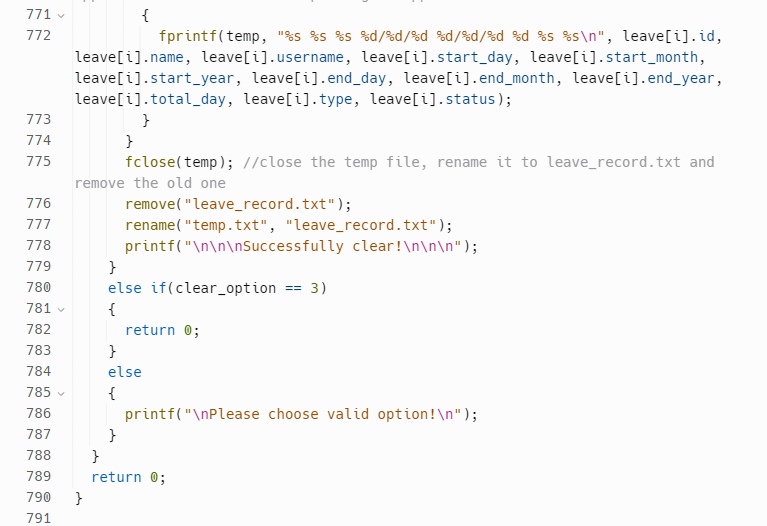 771 {
772 fprintf(temp, "%s %s %s %d/%d/%d %d/%d/%d %d %s %s\n", leave[i].id,
leave[i].name, leave[i].username, leave[i].start_day, leave[i].start_month,
leave[i].start_year, leave[i].end_day, leave[i].end_month, leave[i].end_year,
leave[i].total_day, leave[i].type, leave[i].status);
773 }
774 }
775 fclose(temp); //close the temp file, rename it to leave_record.txt and
remove the old one
776 remove("leave_record.txt");
777 rename("temp.txt", "leave_record.txt");
778 printf("\n\n\nSuccessfully clear!\n\n\n");
779 }
780 else if(clear_option == 3)
781 {
782 return 0;
783 }
784 else
785 {
786 printf("\nPlease choose valid option!\n");
787 }
788 }
789 return 0;
790 }
791